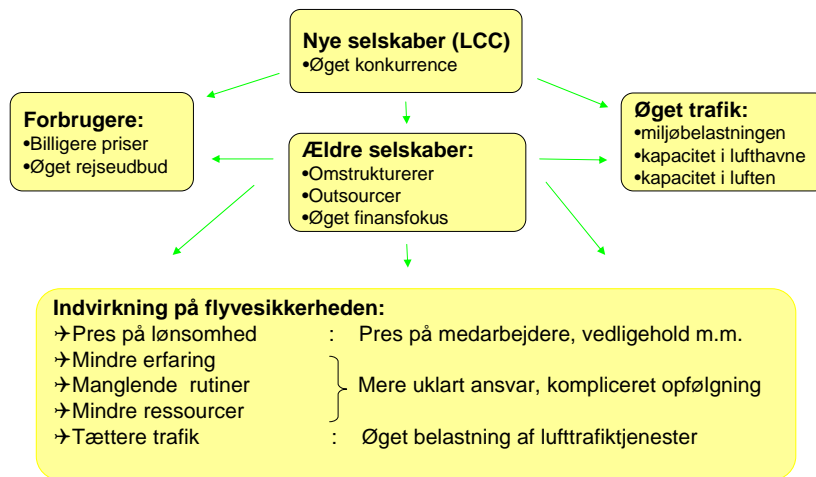 Nye selskaber (LCC)
•Øget konkurrence
Forbrugere:
•Billigere priser
•Øget rejseudbud
Ældre selskaber:
•Omstrukturerer
•Outsourcer
•Øget finansfokus
Øget trafik:
•miljøbelastningen
•kapacitet i lufthavne
•kapacitet i luften
Indvirkning på flyvesikkerheden:
✈Pres på lønsomhed : Pres på medarbejdere, vedligehold m.m.
✈Mindre erfaring
✈Manglende rutiner Mere uklart ansvar, kompliceret opfølgning
✈Mindre ressourcer
✈Tættere trafik : Øget belastning af lufttrafiktjenester